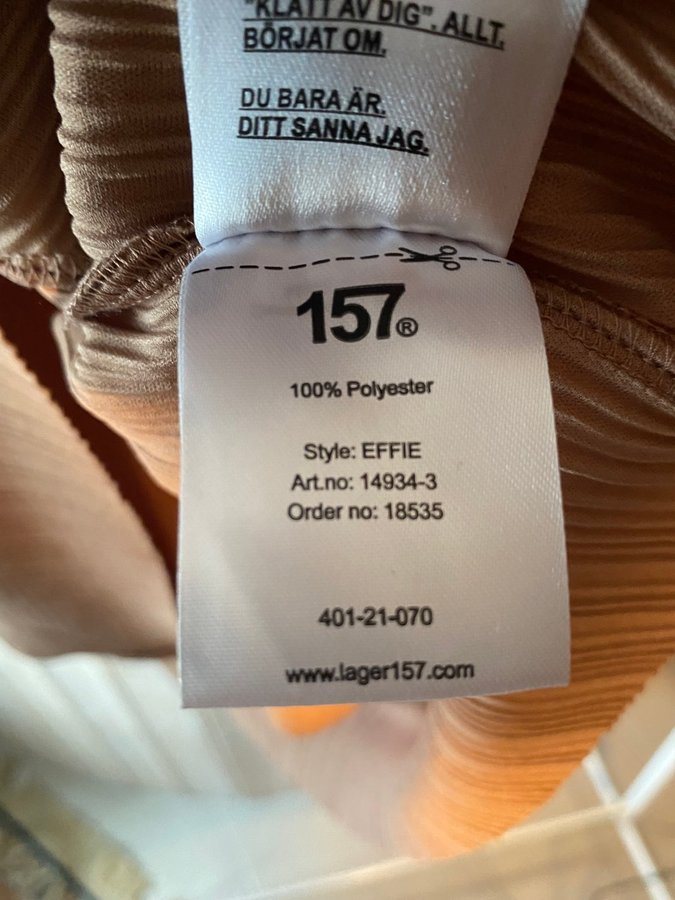 "KLÄTT AV DIG". ALLT.
BÖRJAT OM.
DU BARA ÄR.
DITT SANNA JAG.
157®
100% Polyester
Style: EFFIE
Art.no: 14934-3
Order no: 18535
401-21-070
www.lager157.com